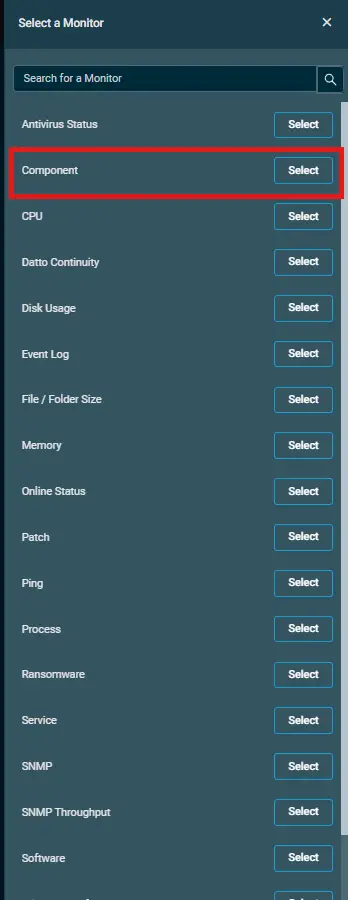 Select a Monitor
Search for a Monitor
Antivirus Status Select
Component Select
CPU Select
Datto Continuity Select
Disk Usage Select
Event Log Select
File / Folder Size Select
Memory Select
Online Status Select
Patch Select
Ping Select
Process Select
Ransomware Select
Service Select
SNMP Select
SNMP Throughput Select
Software Select